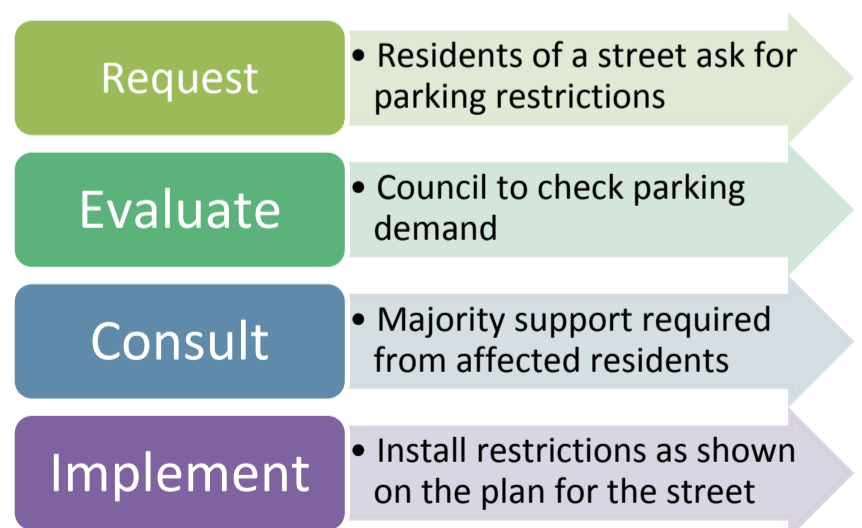 Request
• Residents of a street ask for
parking restrictions
Evaluate
• Council to check parking
demand
Consult
• Majority support required
from affected residents
Implement
• Install restrictions as shown
on the plan for the street